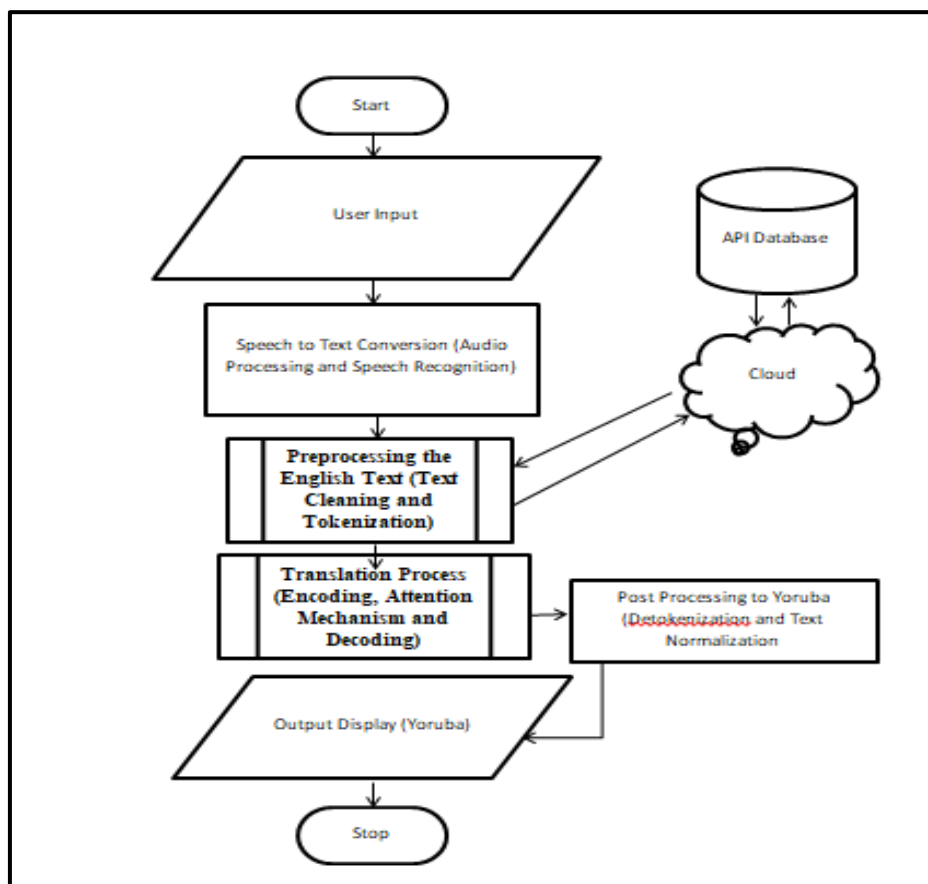 Start
User Input
API Database
Speech to Text Conversion (Audio
Processing and Speech Recognition)
Cloud
Preprocessing the
English Text (Text
Cleaning and
Tokenization)
Translation Process
(Encoding, Attention
Mechanism and
Decoding)
Post Processing to Yoruba
(Detokenization and Text
Normalization
Output Display (Yoruba)
Stop